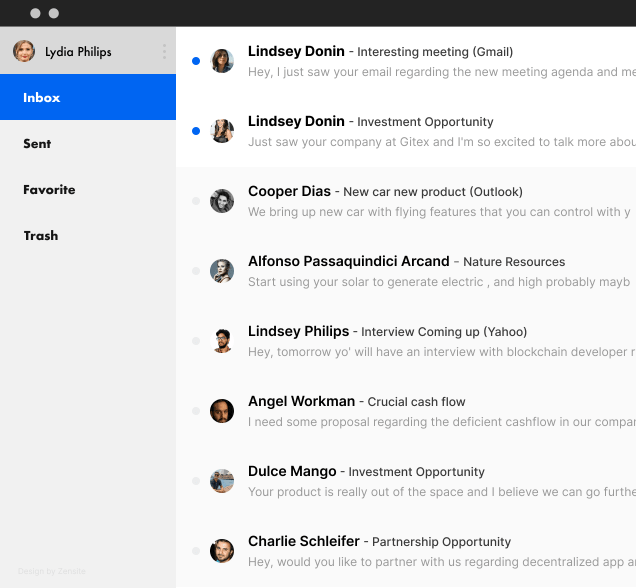 Lydia Philips
Inbox
Sent
Favorite
Trash
Lindsey Donin - Interesting meeting (Gmail)
Hey, I just saw your email regarding the new meeting agenda and me
Lindsey Donin - Investment Opportunity
Just saw your company at Gitex and I'm so excited to talk more abou
Cooper Dias - New car new product (Outlook)
We bring up new car with flying features that you can control with y
Alfonso Passaquindici Arcand - Nature Resources
Start using your solar to generate electric , and high probably mayb
Lindsey Philips - Interview Coming up (Yahoo)
Hey, tomorrow yo' will have an interview with blockchain developer r
Angel Workman - Crucial cash flow
I need some proposal regarding the deficient cashflow in our compan
Dulce Mango - Investment Opportunity
Your product is really out of the space and I believe we can go furthe
Charlie Schleifer - Partnership Opportunity
Hey, would you like to partner with us regarding decentralized app an
Design by